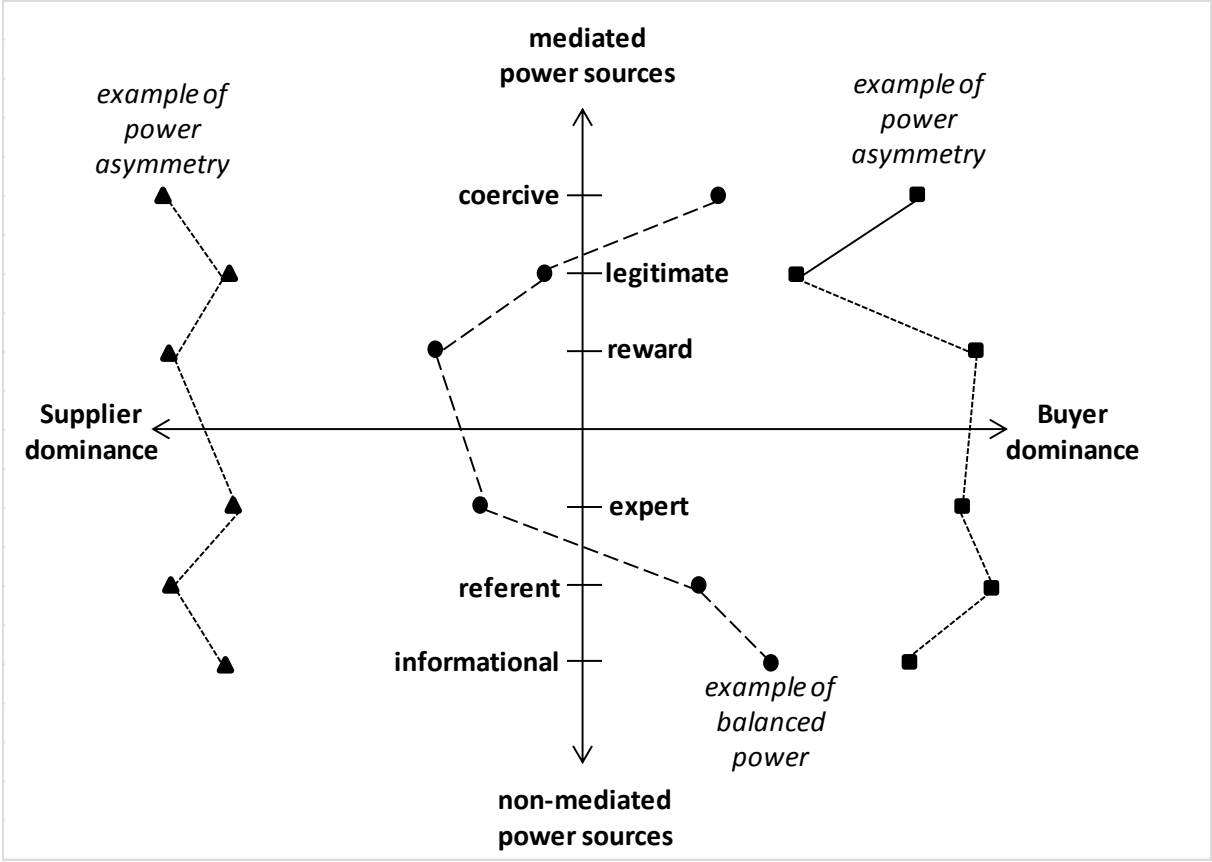 mediated
power sources
example of
power
asymmetry
example of
power
asymmetry
coercive
legitimate
reward
Supplier
dominance
Buyer
dominance
expert
referent
informational
example of
balanced
power
non-mediated
power sources